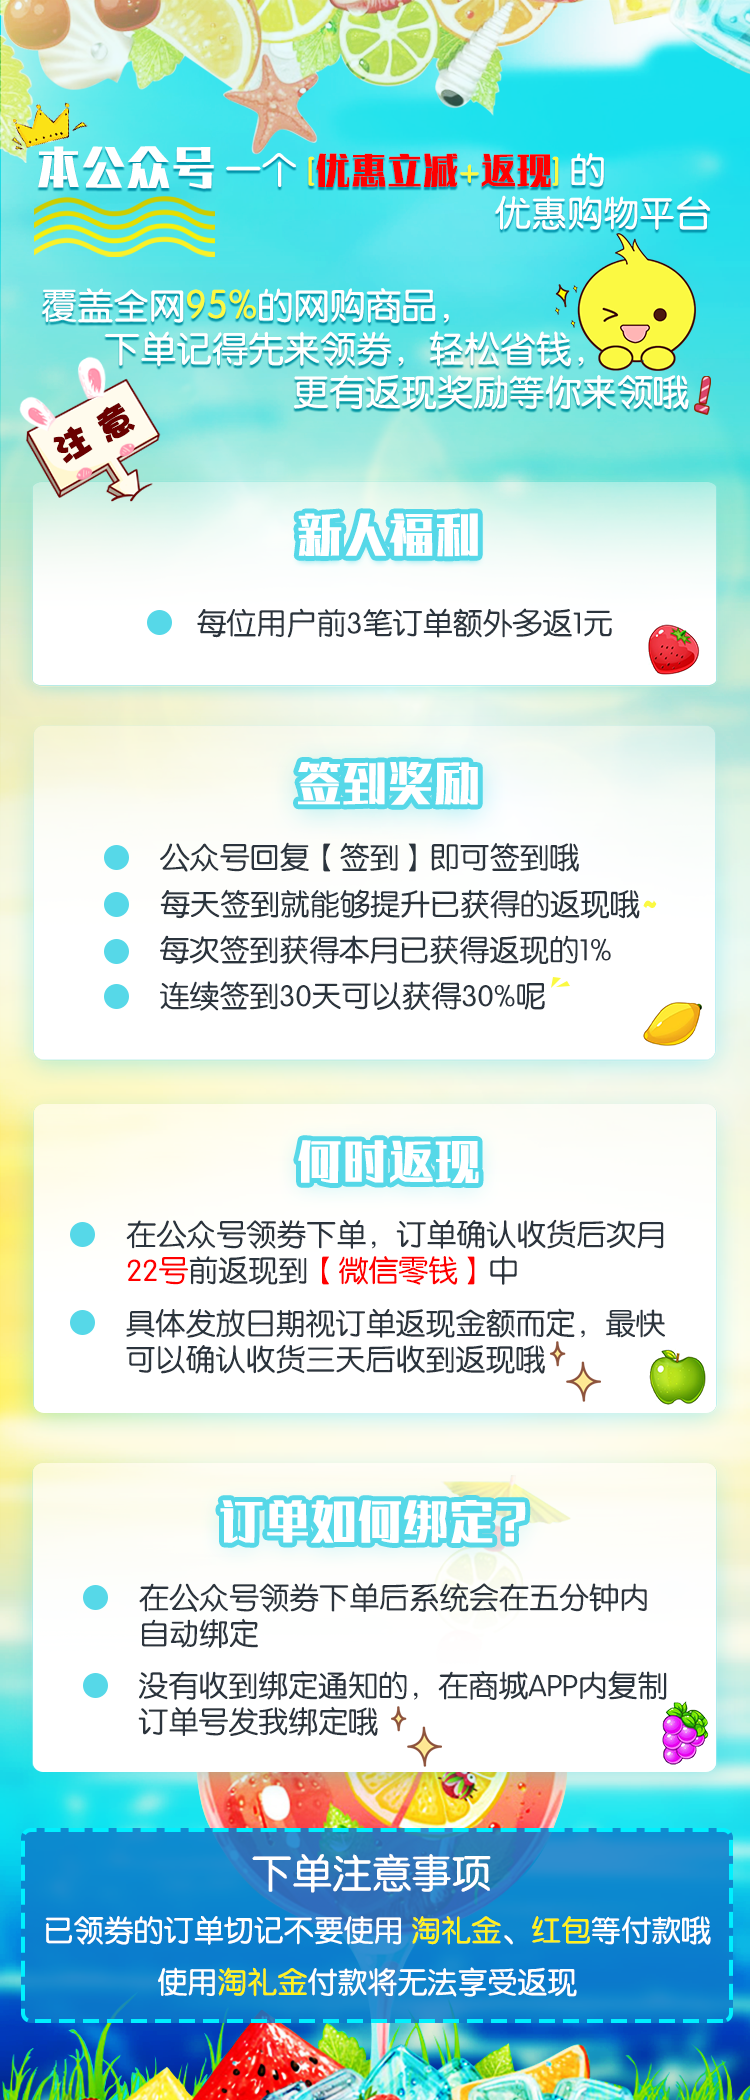 本公众号 一个 [优惠立减+返现] 的
优惠购物平台
覆盖全网95%的网购商品，
下单记得先来领券，轻松省钱，
更有返现奖励等你来领哦！
注意
新人福利
每位用户前3笔订单额外多返1元
签到奖励
公众号回复【签到】即可签到哦
每天签到就能够提升已获得的返现哦~
每次签到获得本月已获得返现的1%
连续签到30天可以获得30%呢
何时返现
在公众号领券下单，订单确认收货后次月
22号前返现到【微信零钱】中
具体发放日期视订单返现金额而定，最快
可以确认收货三天后收到返现哦
订单如何绑定?
在公众号领券下单后系统会在五分钟内
自动绑定
没有收到绑定通知的，在商城APP内复制
订单号发我绑定哦
下单注意事项
已领券的订单切记不要使用 淘礼金、红包等付款哦
使用淘礼金付款将无法享受返现